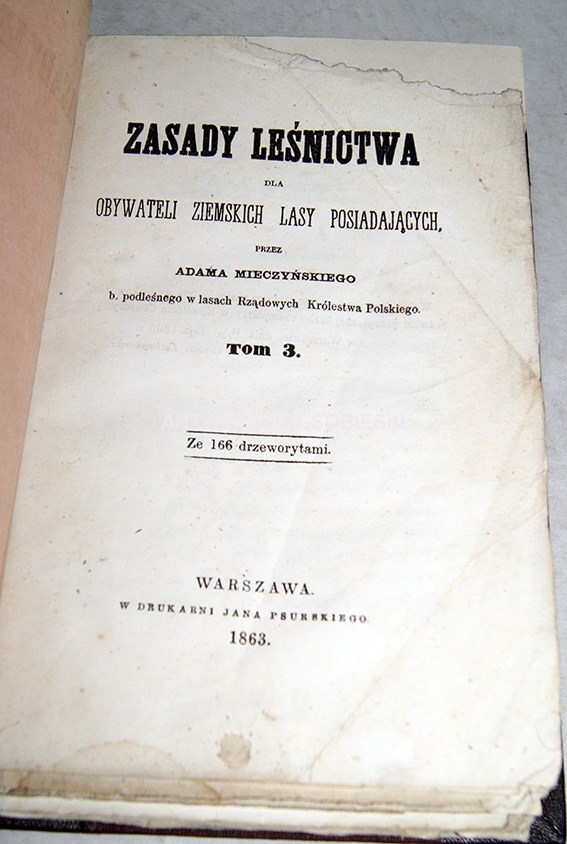 ZASADY LEŚNICTWA
DLA
OBYWATELI ZIEMSKICH LASY POSIADAJĄCYCH,
PRZEZ
ADAMA MIECZYŃSKIEGO
b. podleśnego w lasach Rządowych Królestwa Polskiego.
Tom 3.
Ze 166 drzeworytami.
WARSZAWA.
W DRUKARNI JANA PSURSKIEGO
1863.